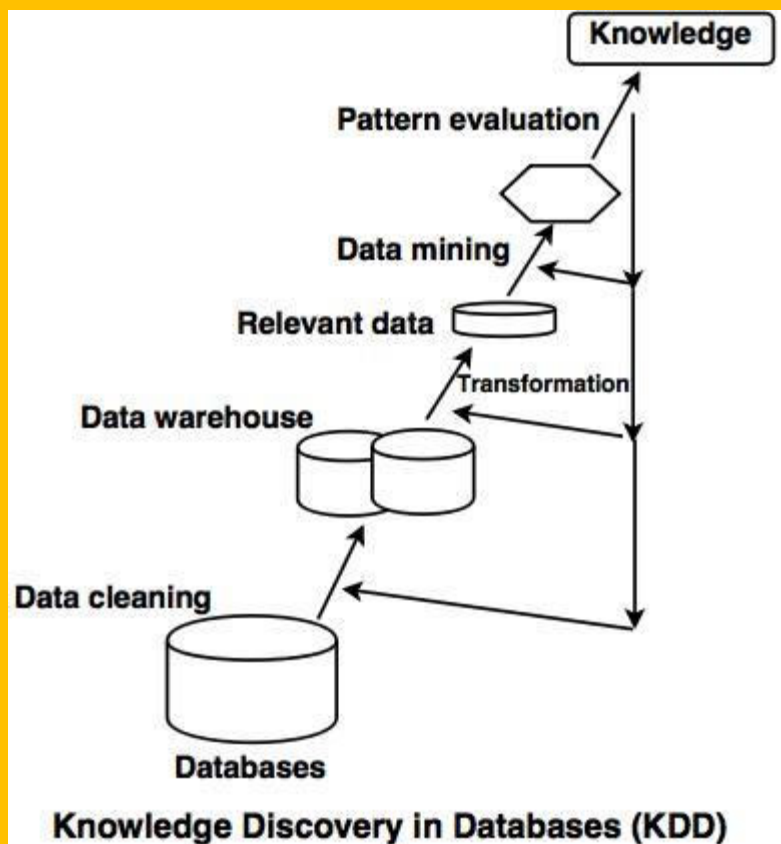 Knowledge
Pattern evaluation
Data mining
Relevant data
Transformation
Data warehouse
Data cleaning
Databases
Knowledge Discovery in Databases (KDD)